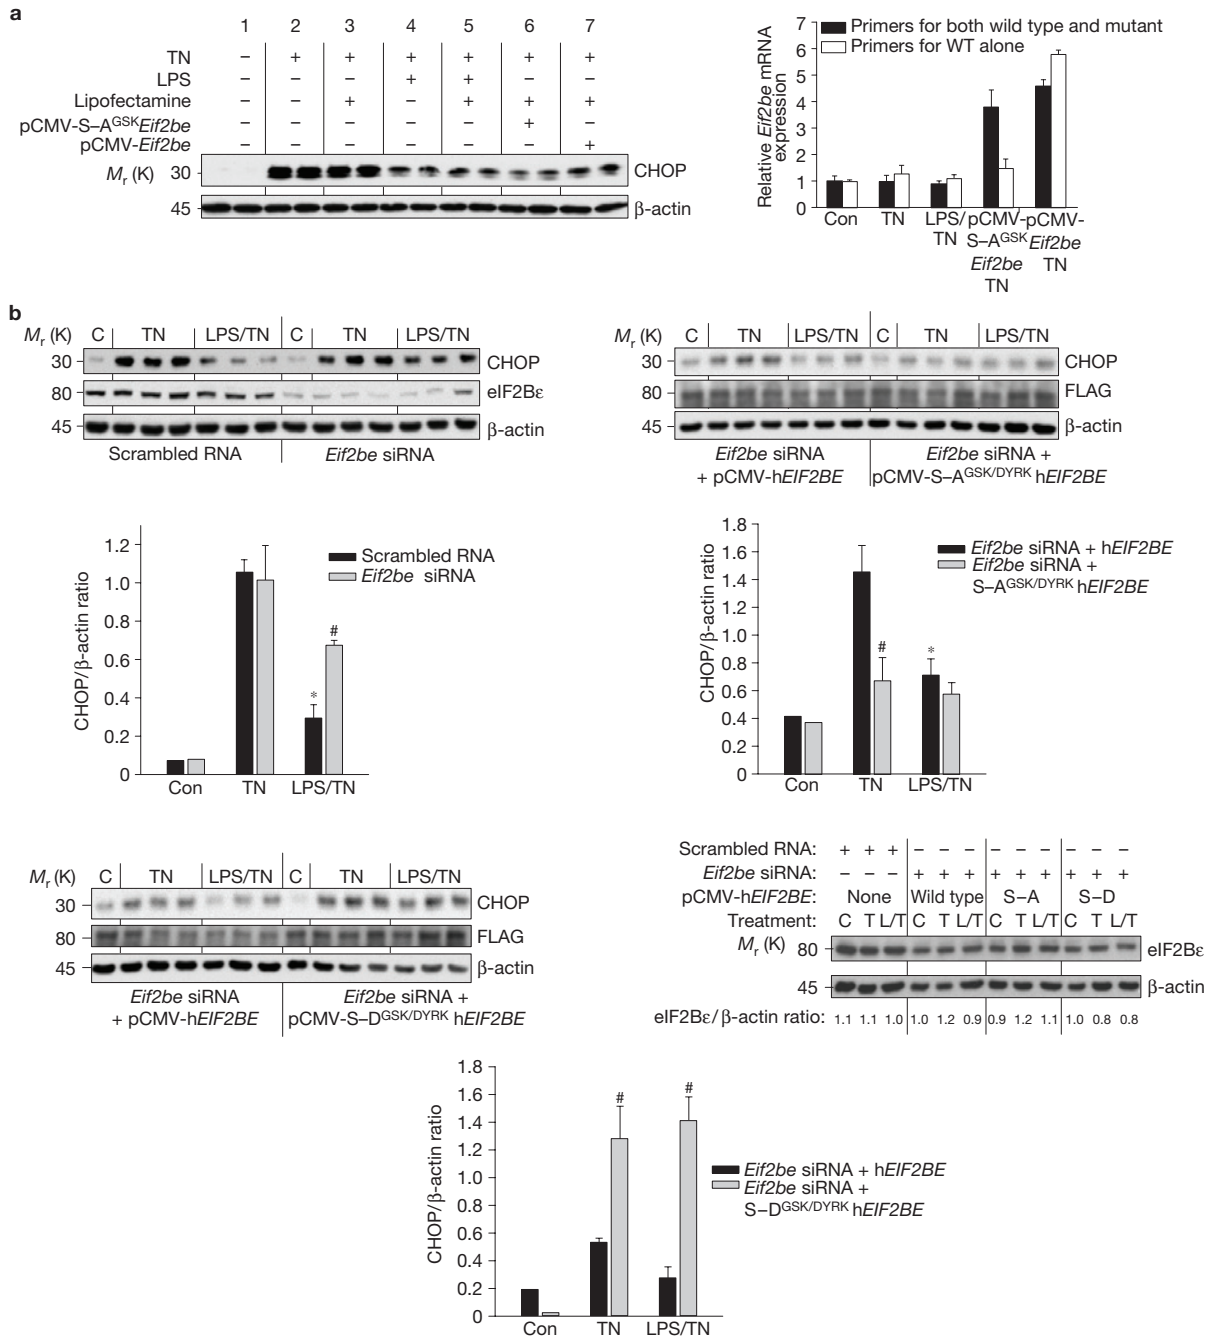 a
1 2 3 4 5 6 7
TN – + + + + + +
LPS – – – + + – –
Lipofectamine – – + – + + +
pCMV-S–A^GSK Eif2be – – – – – + –
pCMV-Eif2be – – – – – – +
Mr (K) 30 CHOP
45 β-actin
Primers for both wild type and mutant
Primers for WT alone
Relative Eif2be mRNA
expression
7
6
5
4
3
2
1
0
Con TN LPS/TN pCMV-S–A^GSK Eif2be TN pCMV-Eif2be TN
b
Mr (K) C TN LPS/TN C TN LPS/TN
30 CHOP
80 eIF2Bε
45 β-actin
Scrambled RNA Eif2be siRNA
Mr (K) C TN LPS/TN C TN LPS/TN
30 CHOP
80 FLAG
45 β-actin
Eif2be siRNA
+ pCMV-hEIF2BE
Eif2be siRNA +
pCMV-S–A^GSK/DYRK hEIF2BE
CHOP/β-actin ratio
1.2
1.0
0.8
0.6
0.4
0.2
0
Scrambled RNA
Eif2be siRNA
* #
Con TN LPS/TN
CHOP/β-actin ratio
1.8
1.6
1.4
1.2
1.0
0.8
0.6
0.4
0.2
0
Eif2be siRNA + hEIF2BE
Eif2be siRNA +
S–A^GSK/DYRK hEIF2BE
# *
Con TN LPS/TN
Mr (K) C TN LPS/TN C TN LPS/TN
30 CHOP
80 FLAG
45 β-actin
Eif2be siRNA
+ pCMV-hEIF2BE
Eif2be siRNA +
pCMV-S–D^GSK/DYRK hEIF2BE
Scrambled RNA: + + + – – – – – – – – –
Eif2be siRNA: – – – + + + + + + + + +
pCMV-hEIF2BE: None Wild type S–A S–D
Treatment: C T L/T C T L/T C T L/T C T L/T
Mr (K) 80 eIF2Bε
45 β-actin
eIF2Bε/β-actin ratio: 1.1 1.1 1.0 1.0 1.2 0.9 0.9 1.2 1.1 1.0 0.8 0.8
CHOP/β-actin ratio
1.8
1.6
1.4
1.2
1.0
0.8
0.6
0.4
0.2
0
# #
Eif2be siRNA + hEIF2BE
Eif2be siRNA +
S–D^GSK/DYRK hEIF2BE
Con TN LPS/TN